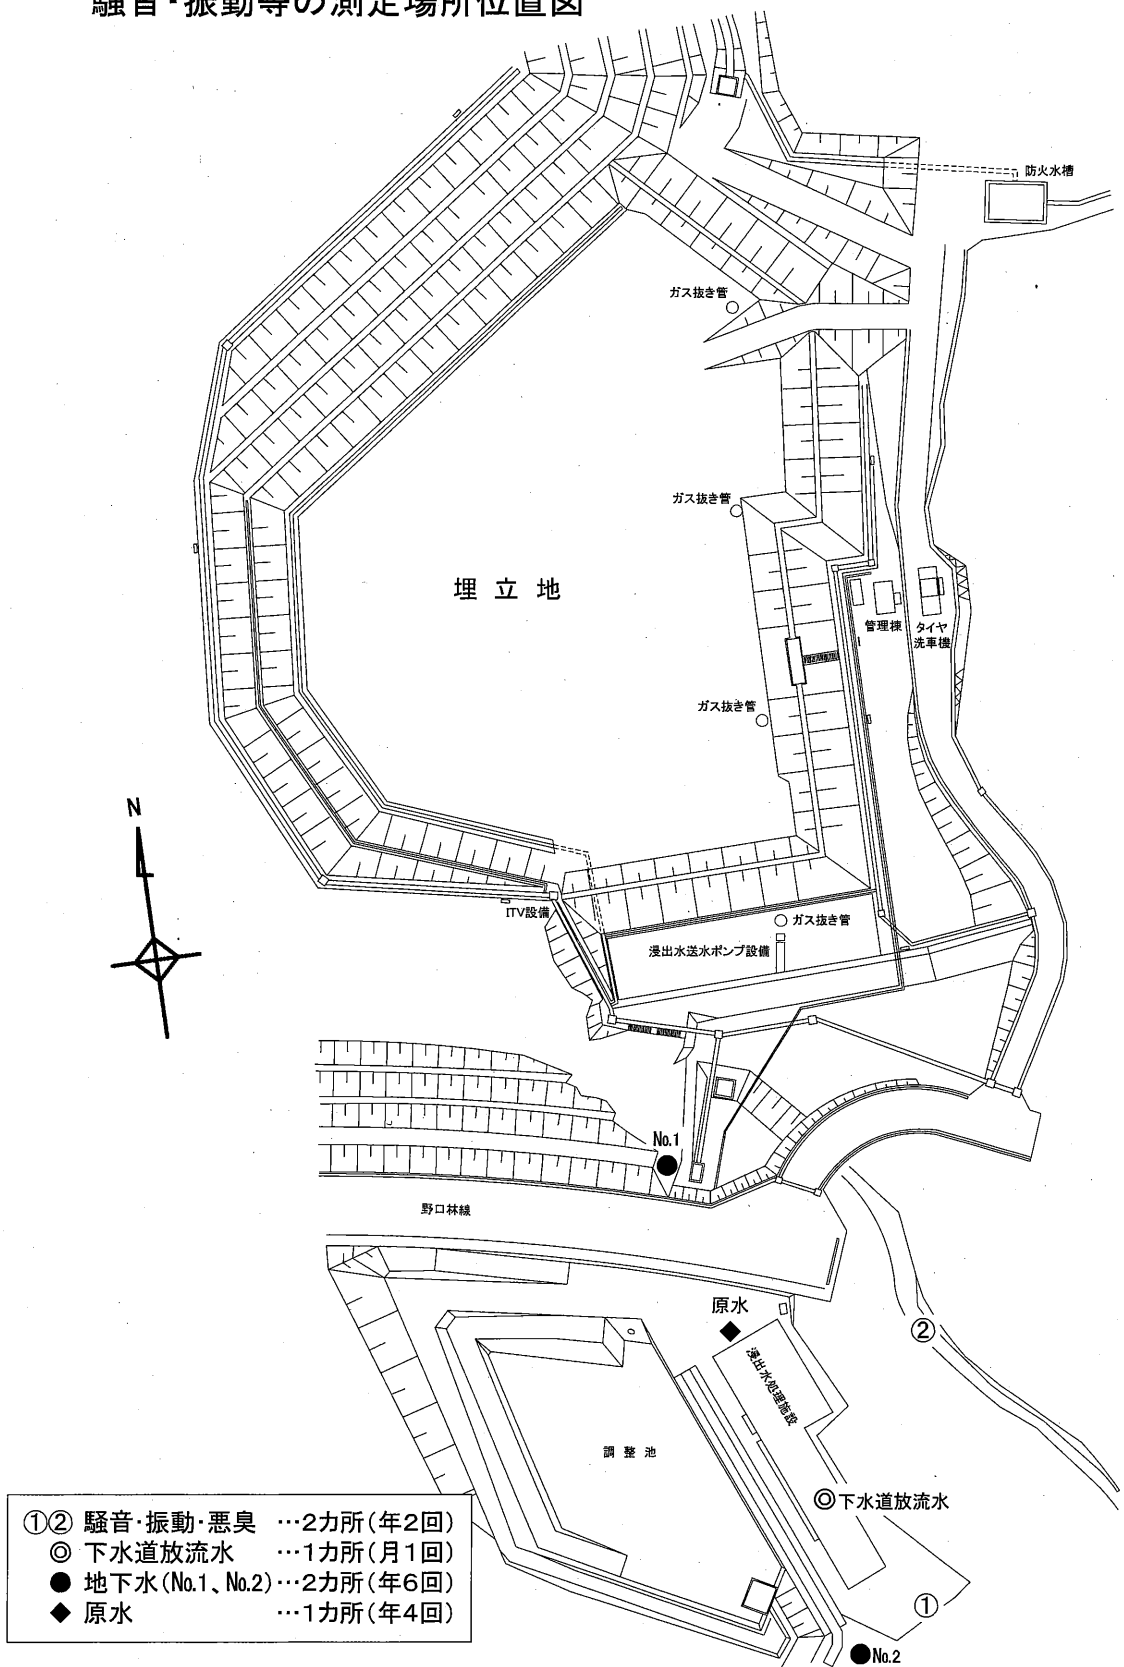 騒音・振動等の測定場所位置図
防火水槽
ガス抜き管
ガス抜き管
埋立地
管理棟
タイヤ
洗車機
ガス抜き管
N
ITV設備
ガス抜き管
浸出水送水ポンプ設備
No.1
野口林線
原水
②
浸出水処理施設
調整池
◎下水道放流水
①② 騒音・振動・悪臭 …2カ所(年2回)
◎ 下水道放流水 …1カ所(月1回)
● 地下水(No.1、No.2)…2カ所(年6回)
◆ 原水 …1カ所(年4回)
①
No.2